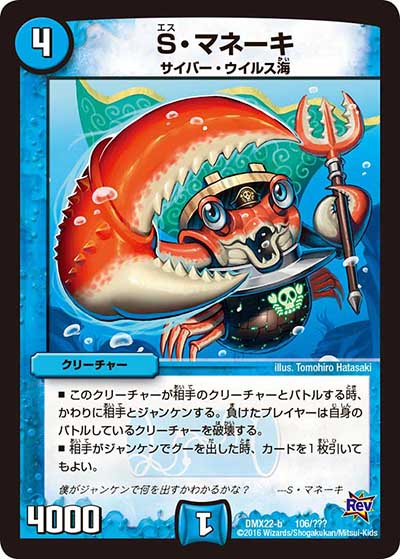 4
エス
S・マネーキ
サイバー・ウイルス海
かい
illus. Tomohiro Hatasaki
クリーチャー
■ このクリーチャーが相手のクリーチャーとバトルする時、
かわりに相手とジャンケンする。負けたプレイヤーは自身の
バトルしているクリーチャーを破壊する。
■ 相手がジャンケンでグーを出した時、カードを1枚引いて
もよい。
僕がジャンケンで何を出すかわかるかな? ---S・マネーキ
4000
1
DMX22-b 106/???
©2016 Wizards/Shogakukan/Mitsui-Kids
Rev